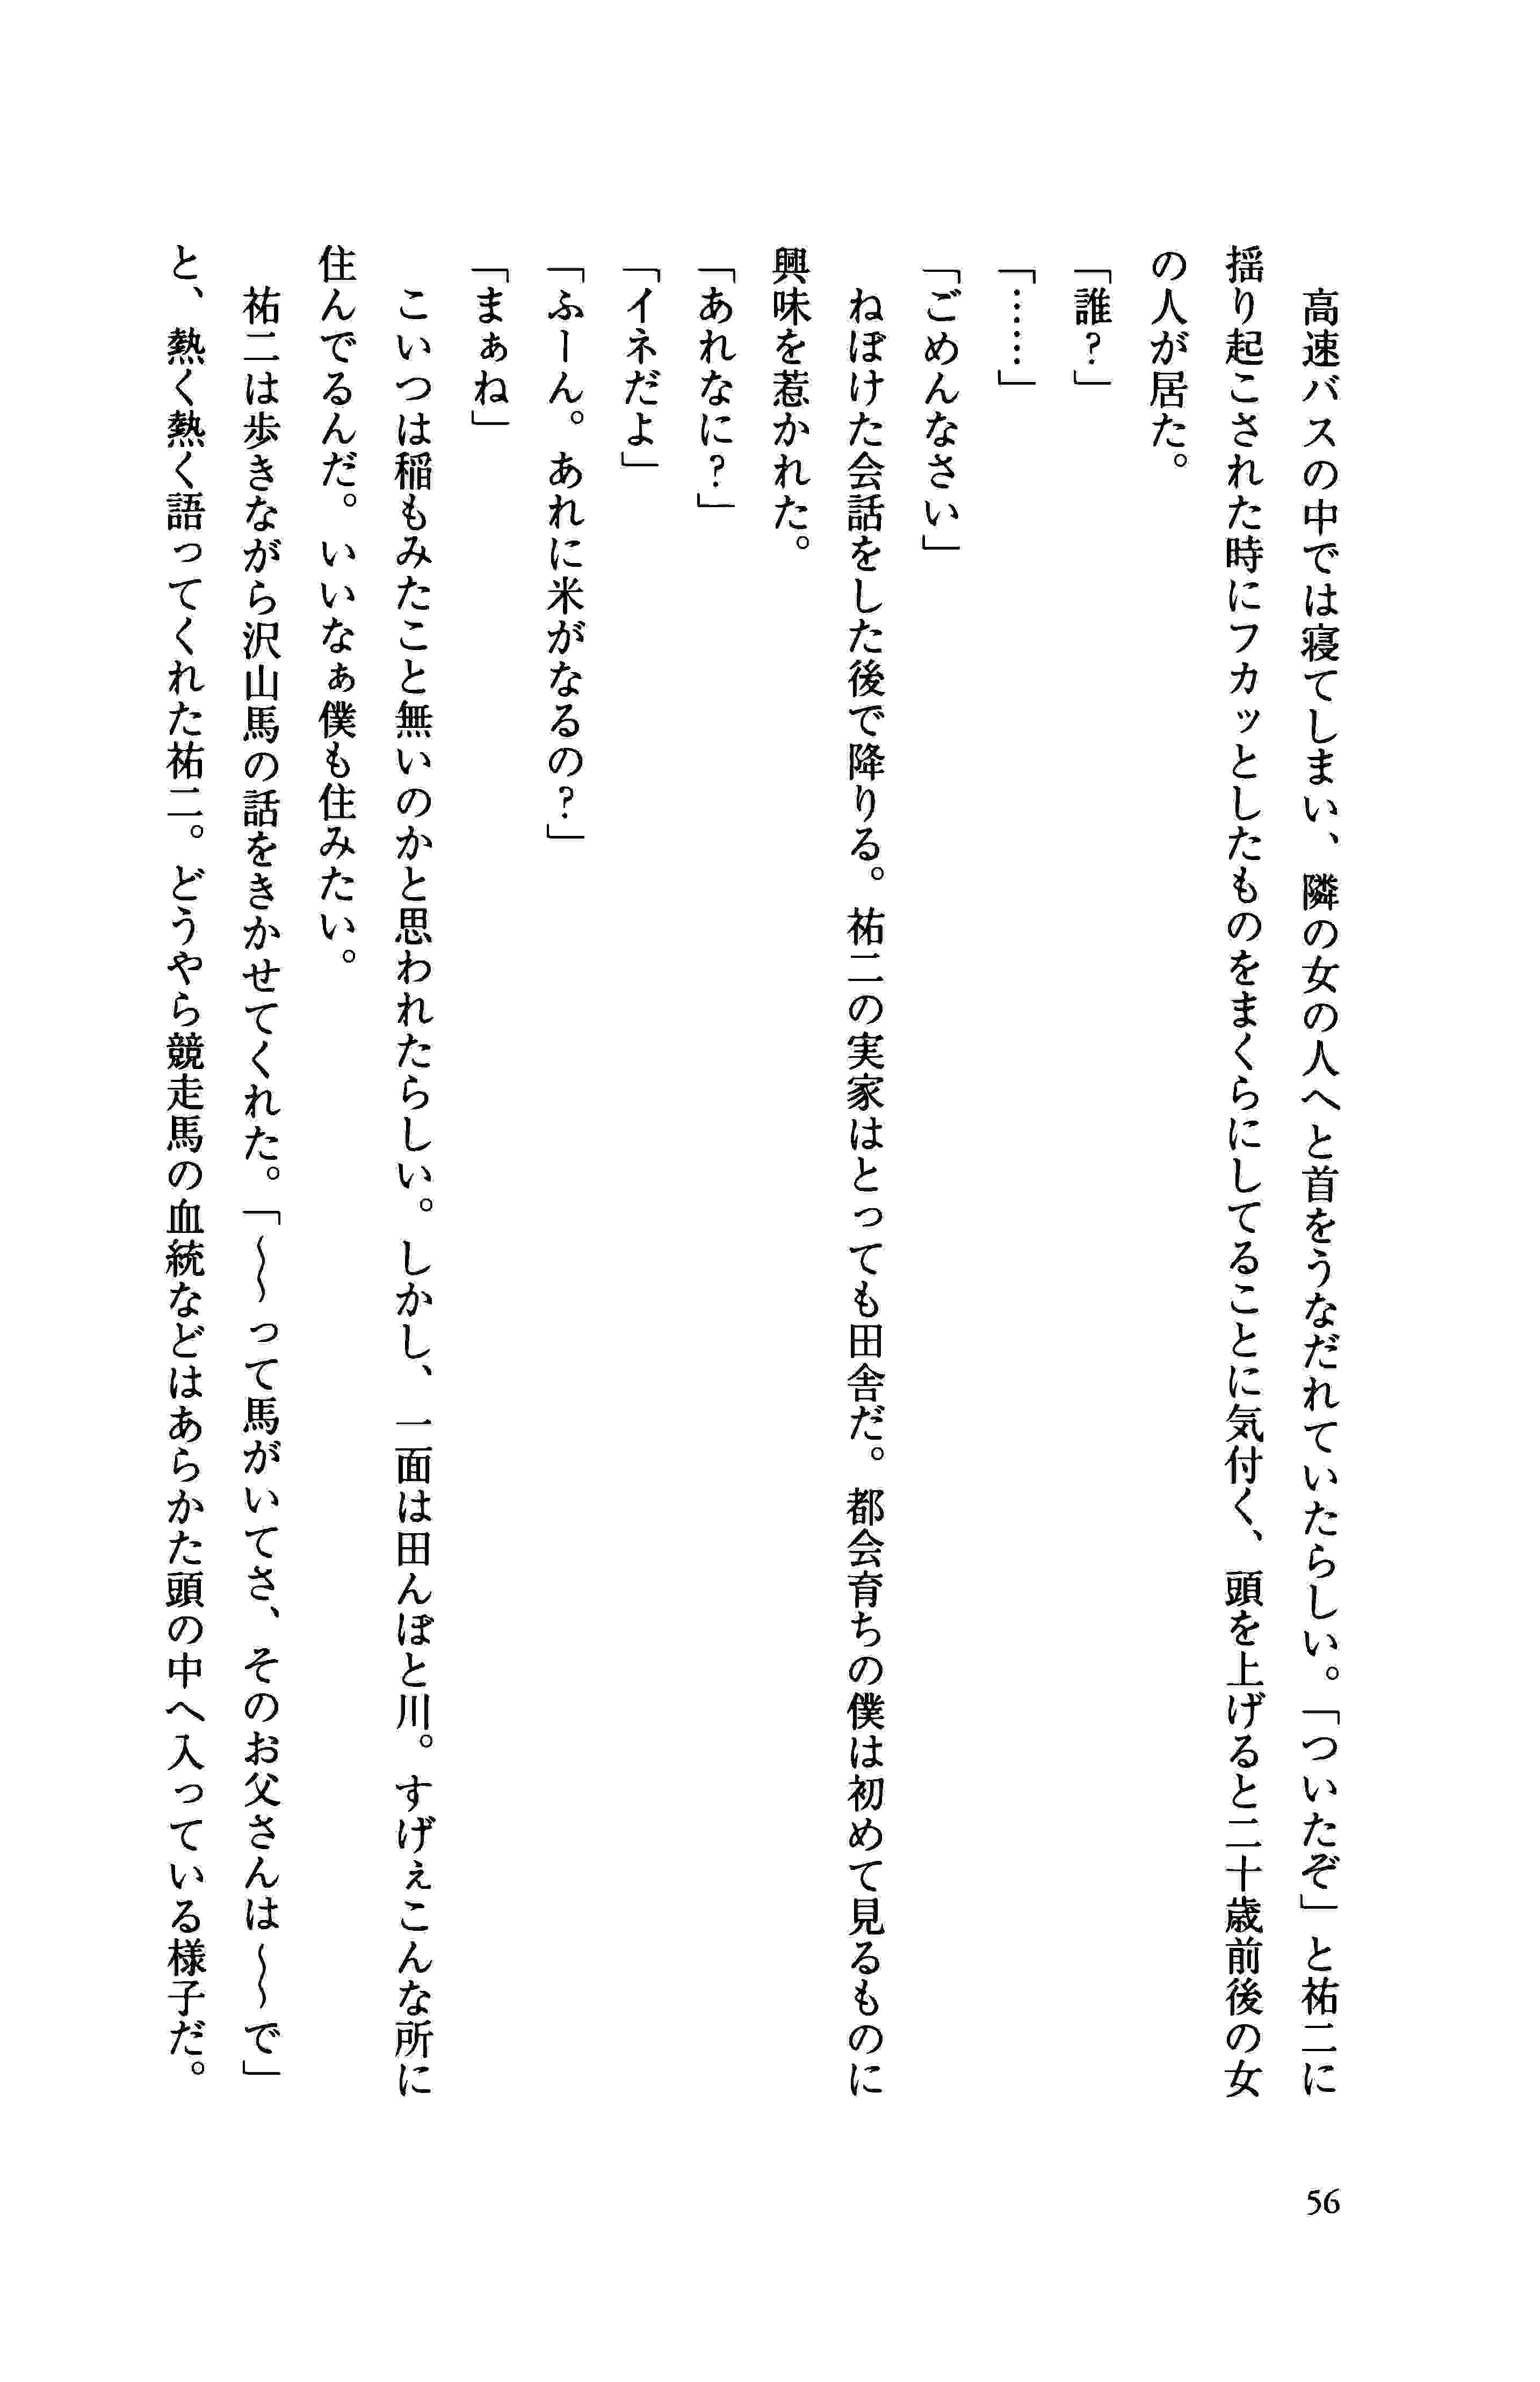 高速バスの中では寝てしまい、隣の女の人へと首をうなだれていたらしい。「ついたぞ」と祐二に
揺り起こされた時にフカッとしたものをまくらにしてることに気付く、頭を上げると二十歳前後の女
の人が居た。
「誰？」
「……」
「ごめんなさい」
　ねぼけた会話をした後で降りる。祐二の実家はとっても田舎だ。都会育ちの僕は初めて見るものに
興味を惹かれた。
「あれなに？」
「イネだよ」
「ふーん。あれに米がなるの？」
「まぁね」
　こいつは稲もみたこと無いのかと思われたらしい。しかし、一面は田んぼと川。すげぇこんな所に
住んでるんだ。いいなぁ僕も住みたい。
　祐二は歩きながら沢山馬の話をきかせてくれた。「〜〜って馬がいてさ、そのお父さんは〜〜で」
と、熱く熱く語ってくれた祐二。どうやら競走馬の血統などはあらかた頭の中へ入っている様子だ。
56